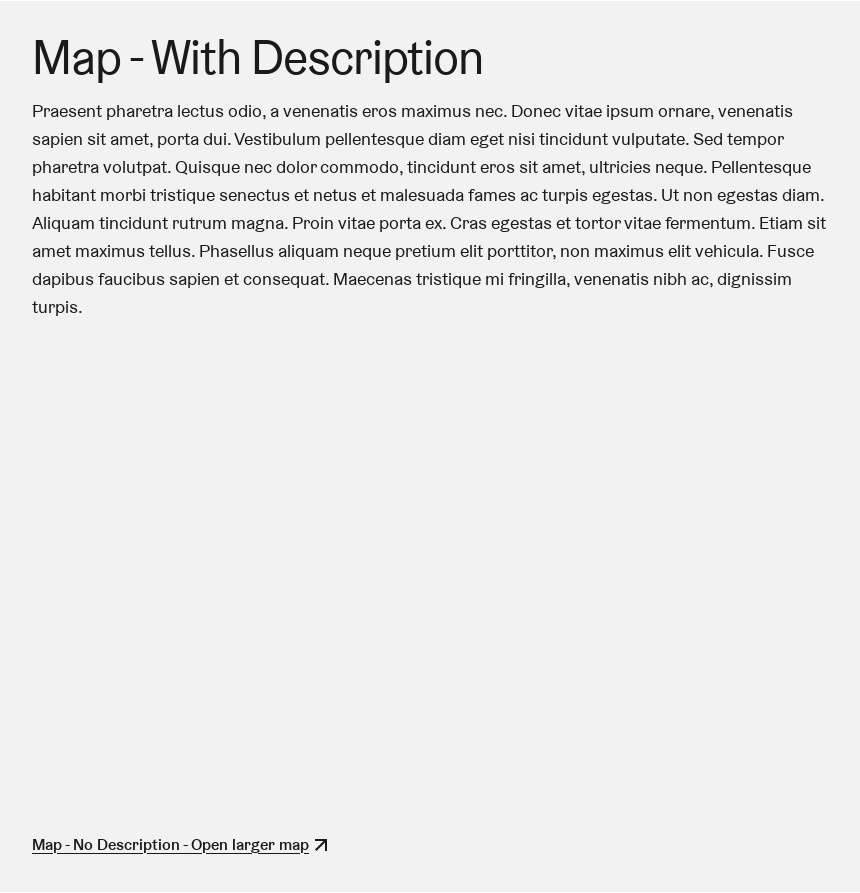 Map - With Description
Praesent pharetra lectus odio, a venenatis eros maximus nec. Donec vitae ipsum ornare, venenatis
sapien sit amet, porta dui. Vestibulum pellentesque diam eget nisi tincidunt vulputate. Sed tempor
pharetra volutpat. Quisque nec dolor commodo, tincidunt eros sit amet, ultricies neque. Pellentesque
habitant morbi tristique senectus et netus et malesuada fames ac turpis egestas. Ut non egestas diam.
Aliquam tincidunt rutrum magna. Proin vitae porta ex. Cras egestas et tortor vitae fermentum. Etiam sit
amet maximus tellus. Phasellus aliquam neque pretium elit porttitor, non maximus elit vehicula. Fusce
dapibus faucibus sapien et consequat. Maecenas tristique mi fringilla, venenatis nibh ac, dignissim
turpis.
Map - No Description - Open larger map